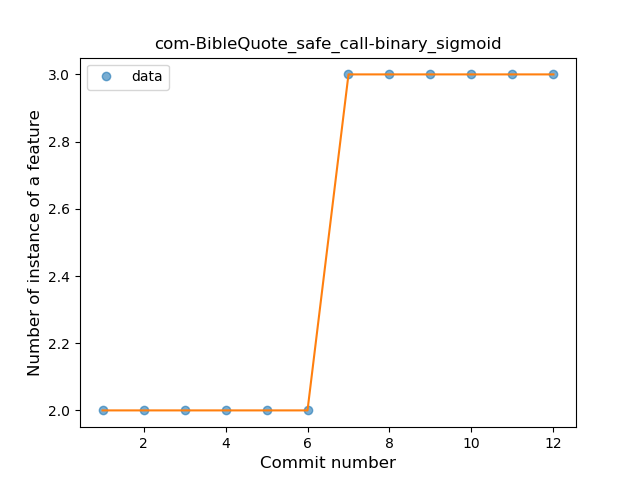 com-BibleQuote_safe_call-binary_sigmoid
data
Number of instance of a feature
3.0
2.8
2.6
2.4
2.2
2.0
2 4 6 8 10 12
Commit number